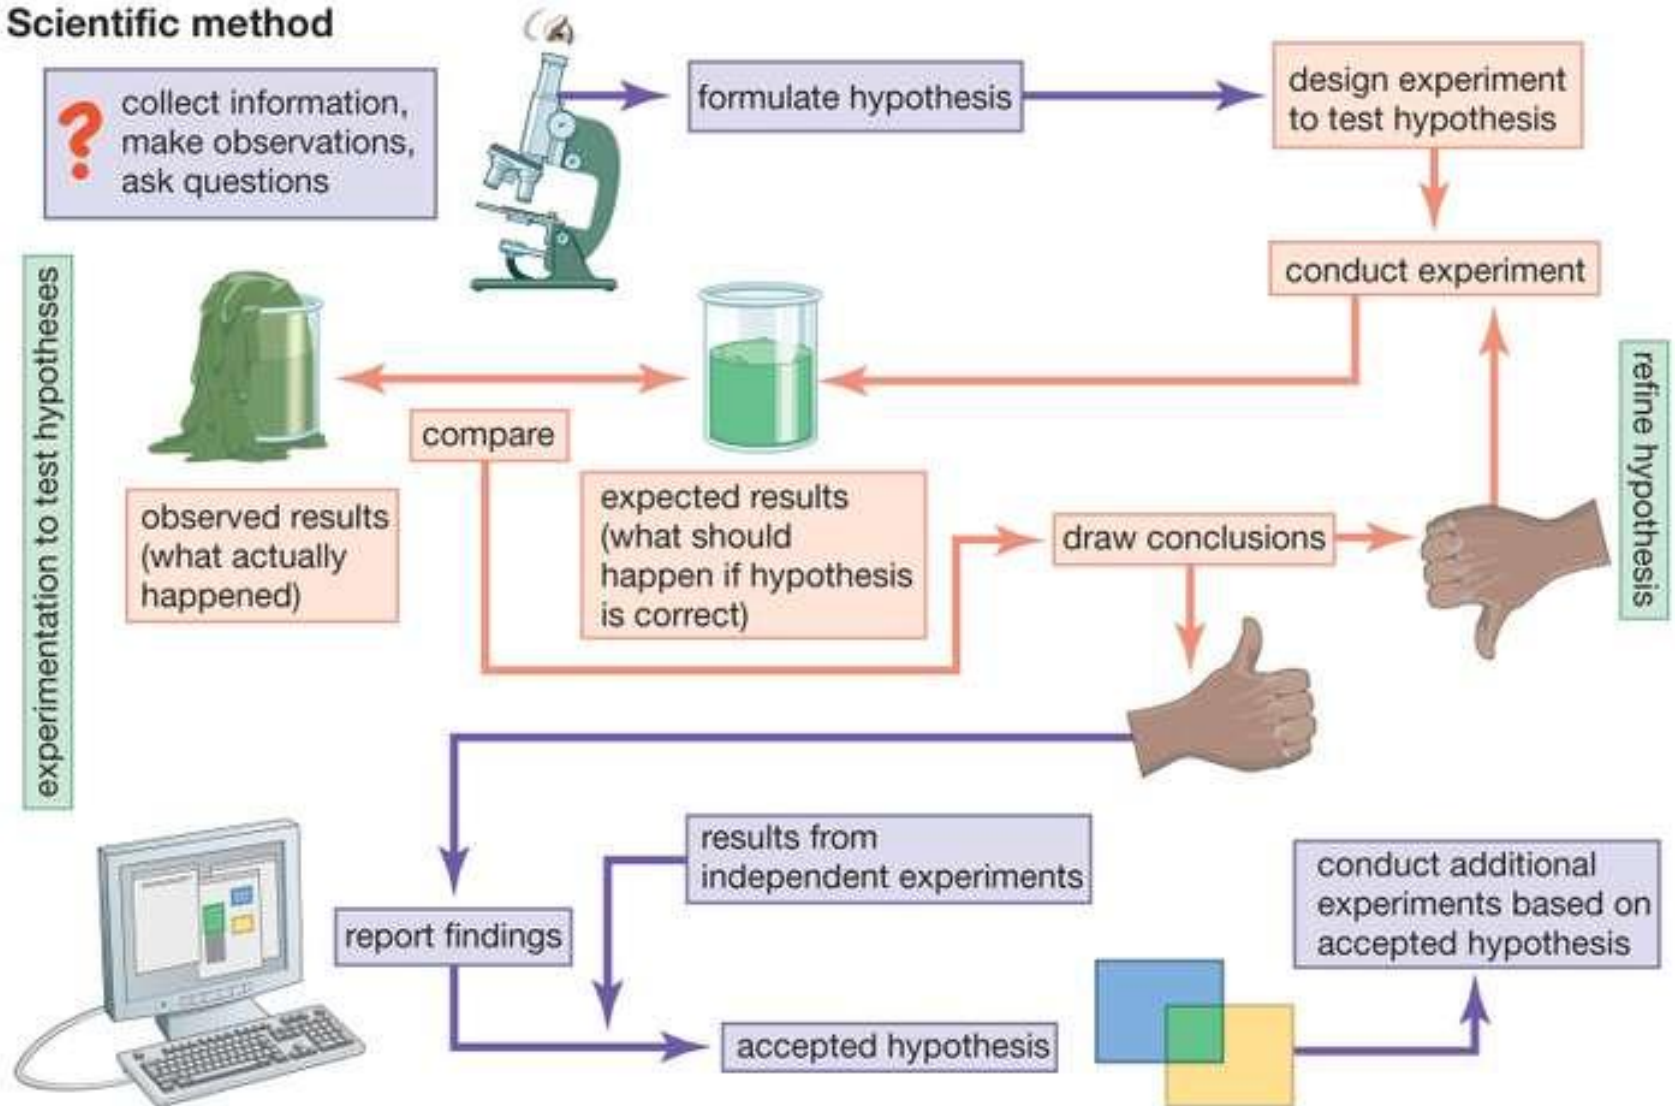 Scientific method
?
collect information,
make observations,
ask questions
formulate hypothesis
design experiment
to test hypothesis
conduct experiment
experimentation to test hypotheses
compare
observed results
(what actually
happened)
expected results
(what should
happen if hypothesis
is correct)
draw conclusions
refine hypothesis
results from
independent experiments
report findings
accepted hypothesis
conduct additional
experiments based on
accepted hypothesis